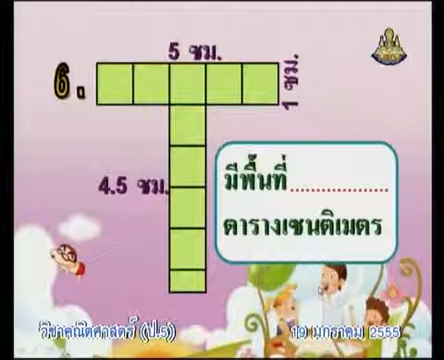 5 ซม.
6.
1 ซม.
4.5 ซม.
มีพื้นที่....................
ตารางเซนติเมตร
วิชาคณิตศาสตร์ (ป.5)
19 มกราคม 2555